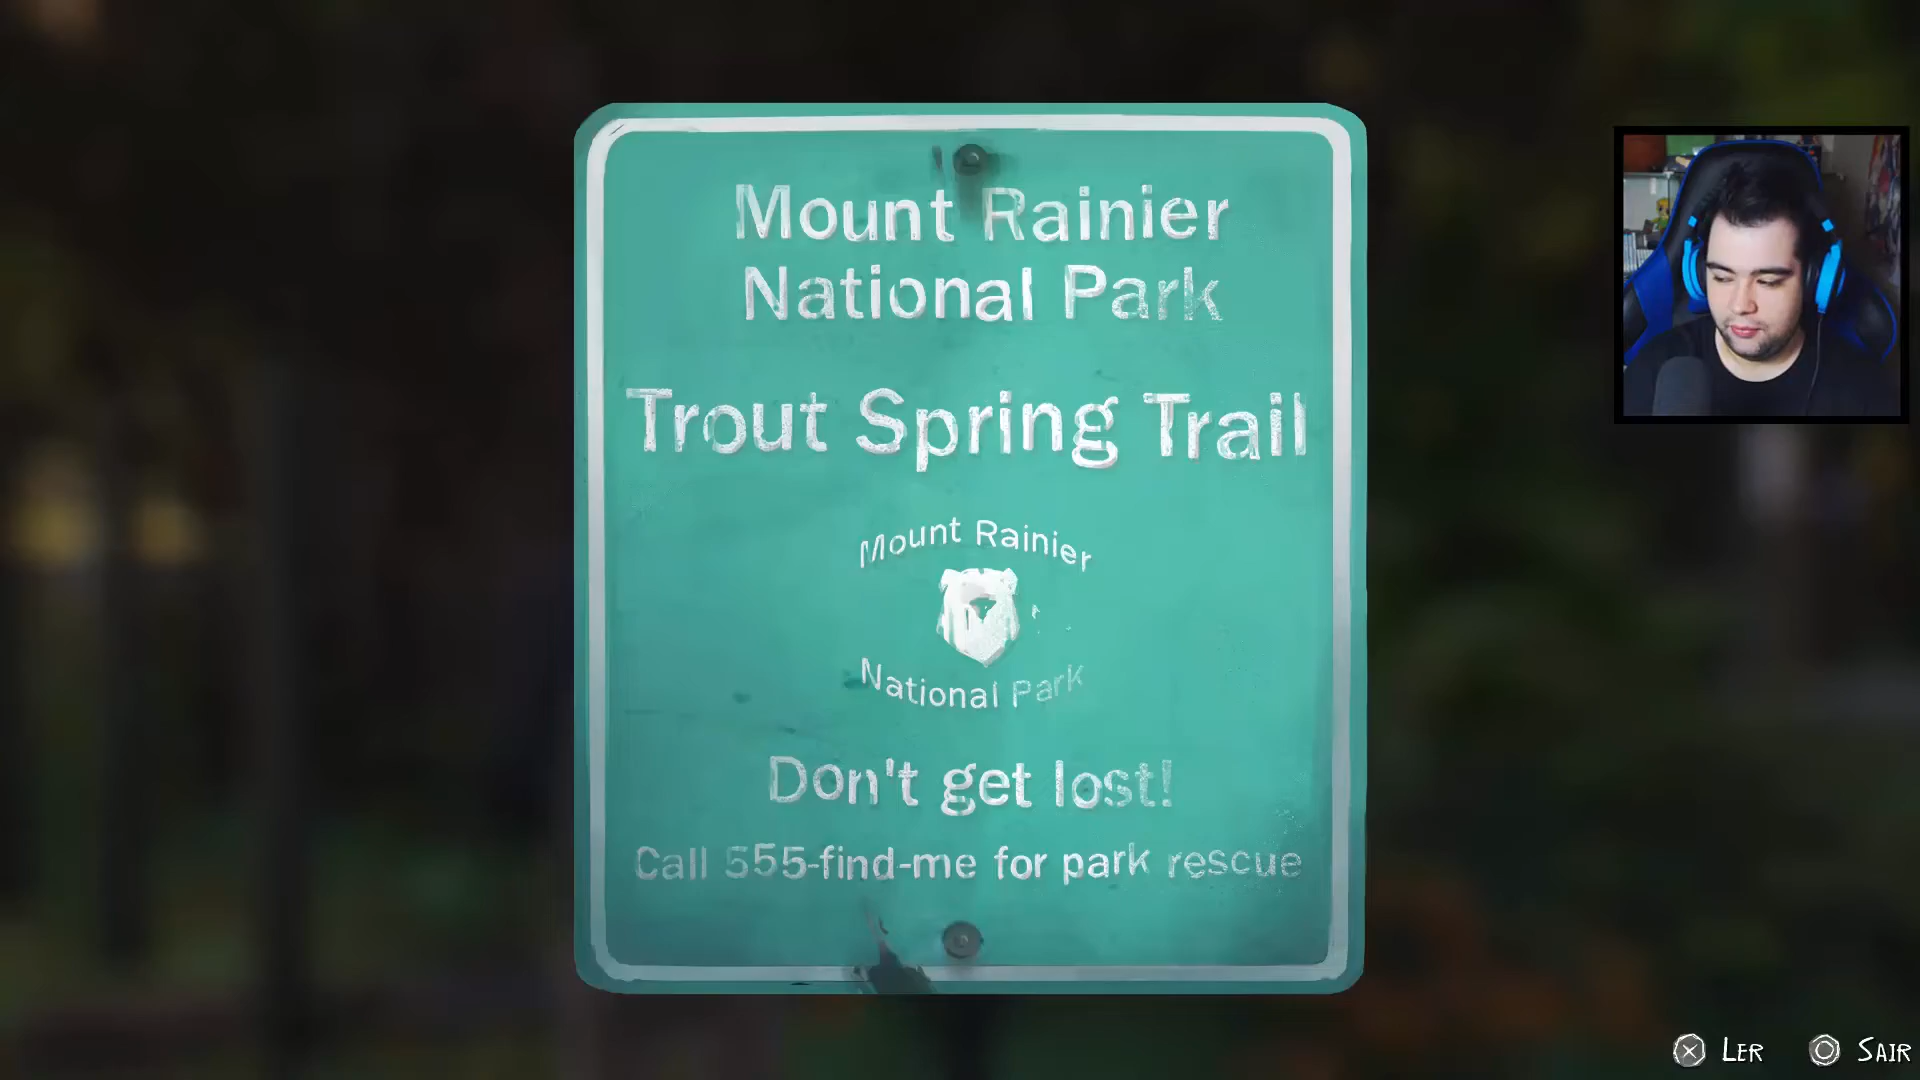 Mount Rainier
National Park
Trout Spring Trail
Mount Rainier
National Park
Don't get lost!
Call 555-find-me for park rescue
LER SAIR